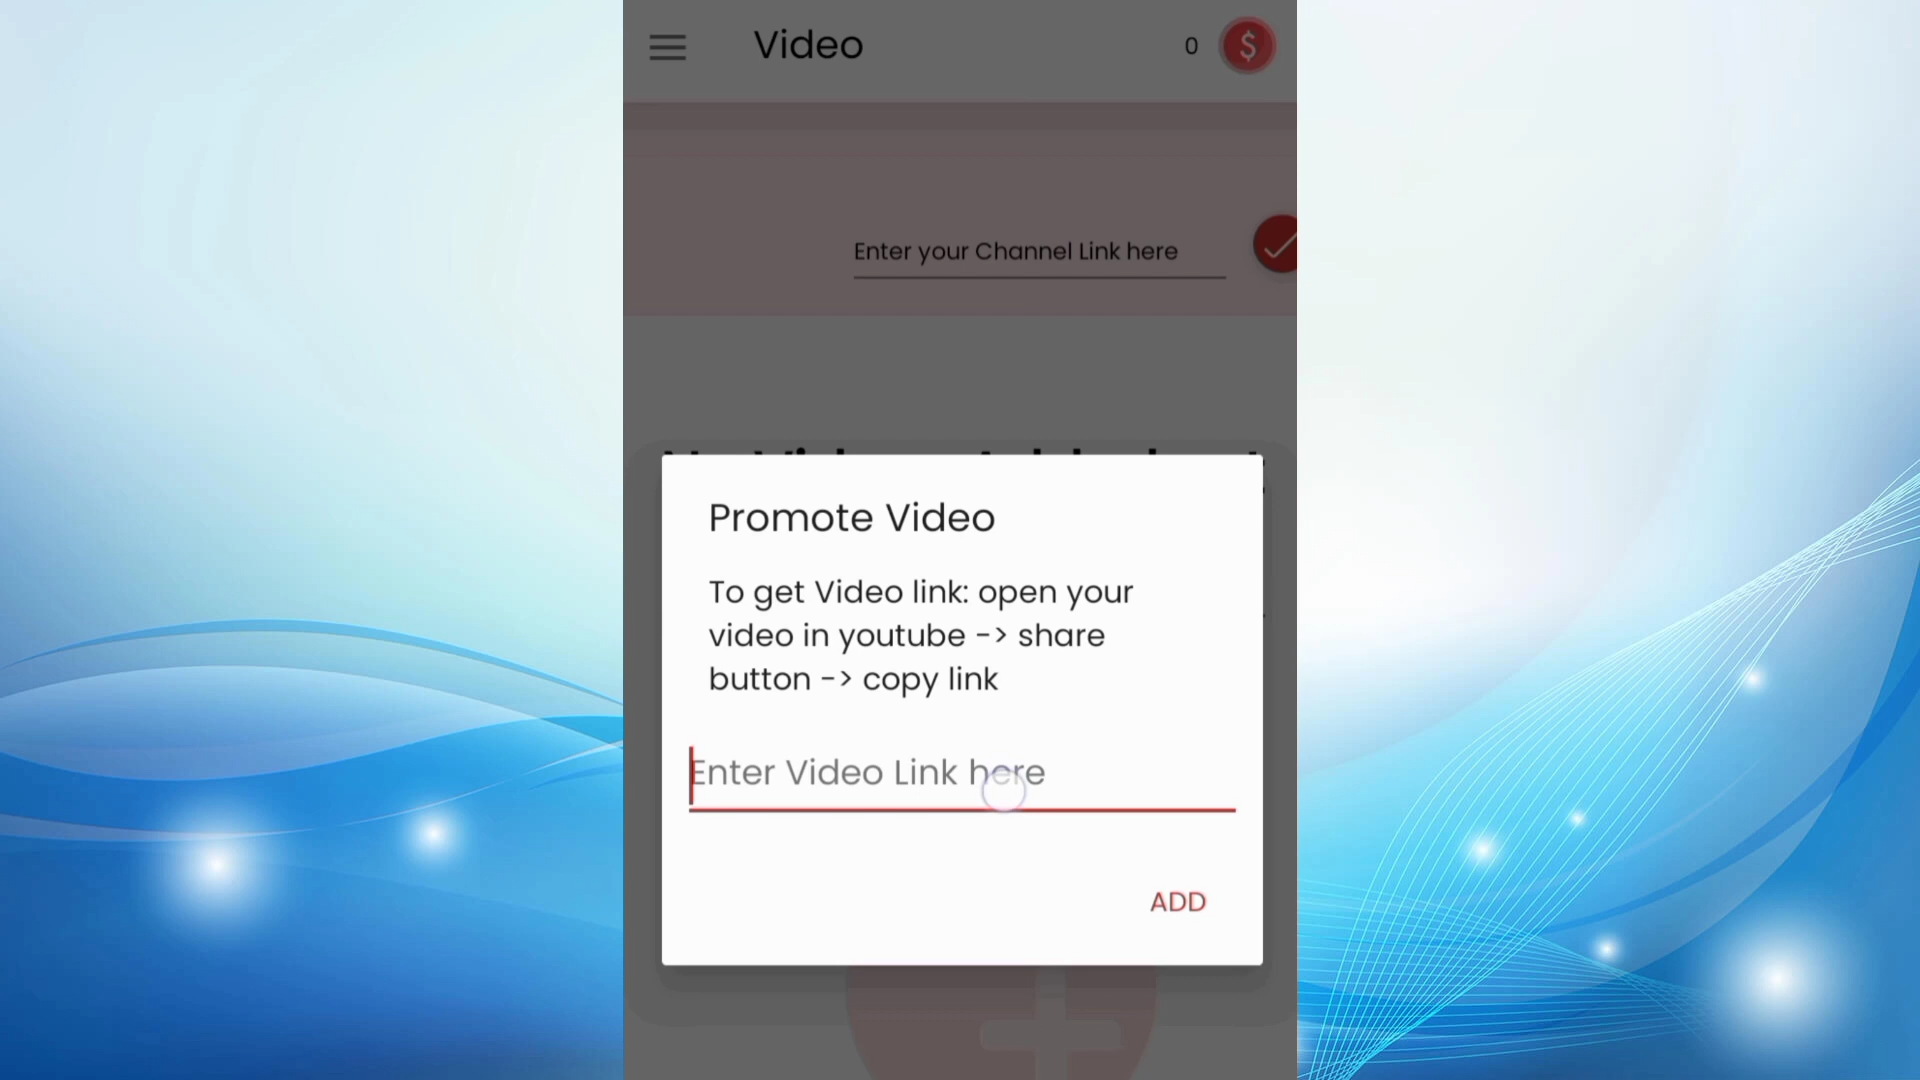 Video
0
$
Enter your Channel Link here
Promote Video
To get Video link: open your
video in youtube -> share
button -> copy link
Enter Video Link here
ADD